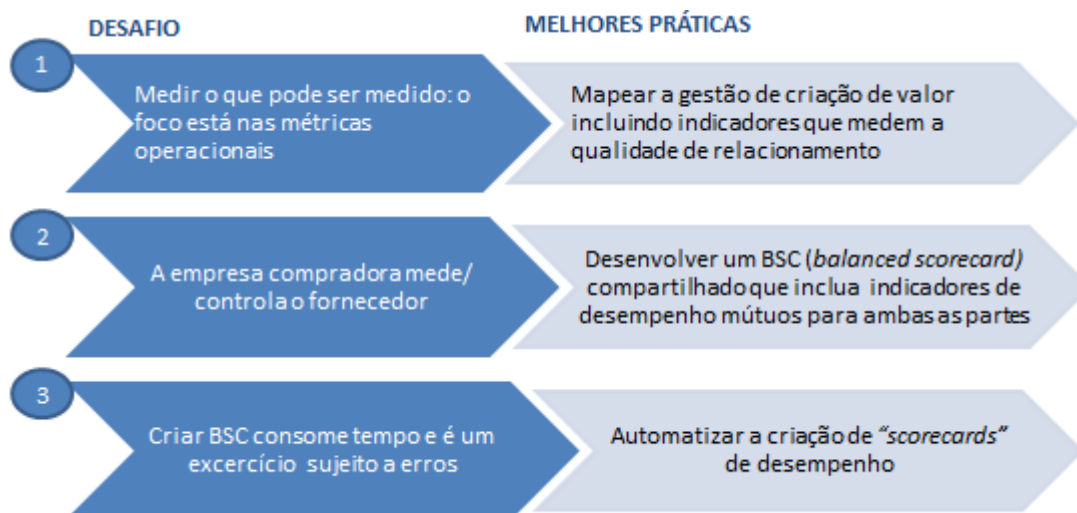 DESAFIO
MELHORES PRÁTICAS
1
Medir o que pode ser medido: o
foco está nas métricas
operacionais
Mapear a gestão de criação de valor
incluindo indicadores que medem a
qualidade de relacionamento
2
A empresa compradora mede/
controla o fornecedor
Desenvolver um BSC (balanced scorecard)
compartilhado que inclua indicadores de
desempenho mútuos para ambas as partes
3
Criar BSC consome tempo e é um
excercício sujeito a erros
Automatizar a criação de “scorecards”
de desempenho